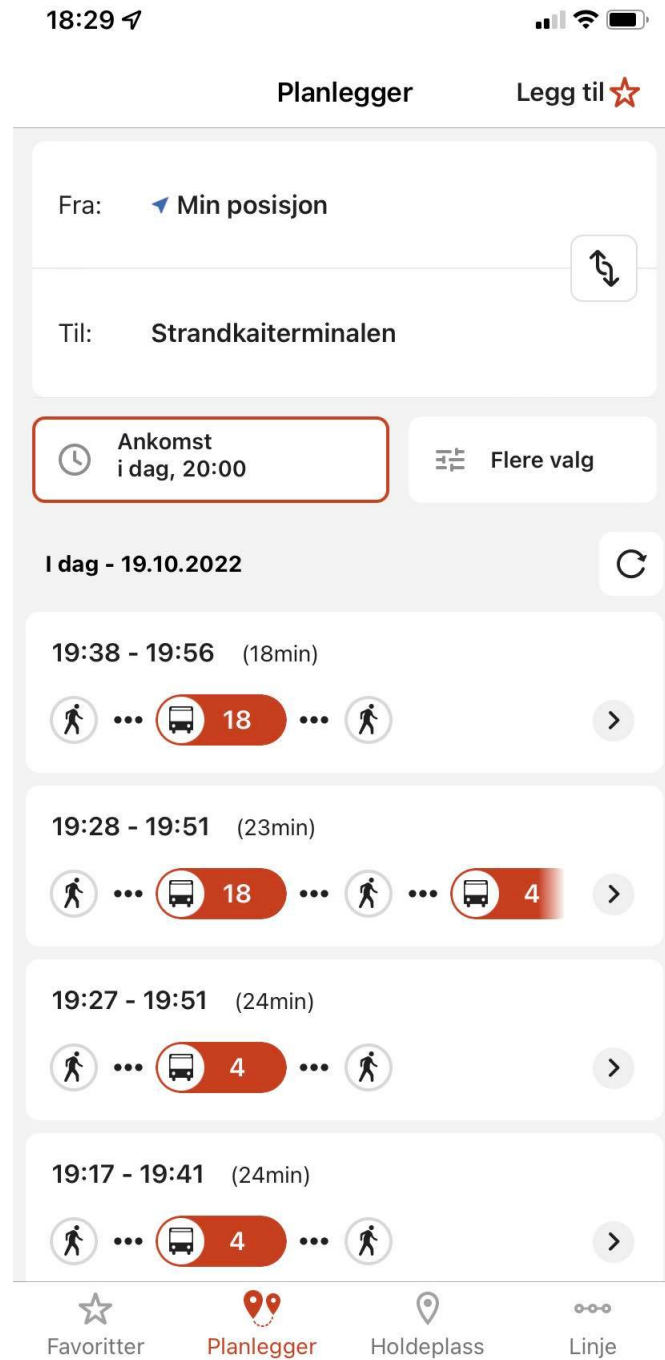 18:29
Planlegger
Legg til
Fra: Min posisjon
Til: Strandkaiterminalen
Ankomst
i dag, 20:00
Flere valg
I dag - 19.10.2022
19:38 - 19:56 (18min)
18
19:28 - 19:51 (23min)
18 4
19:27 - 19:51 (24min)
4
19:17 - 19:41 (24min)
4
Favoritter Planlegger Holdeplass Linje